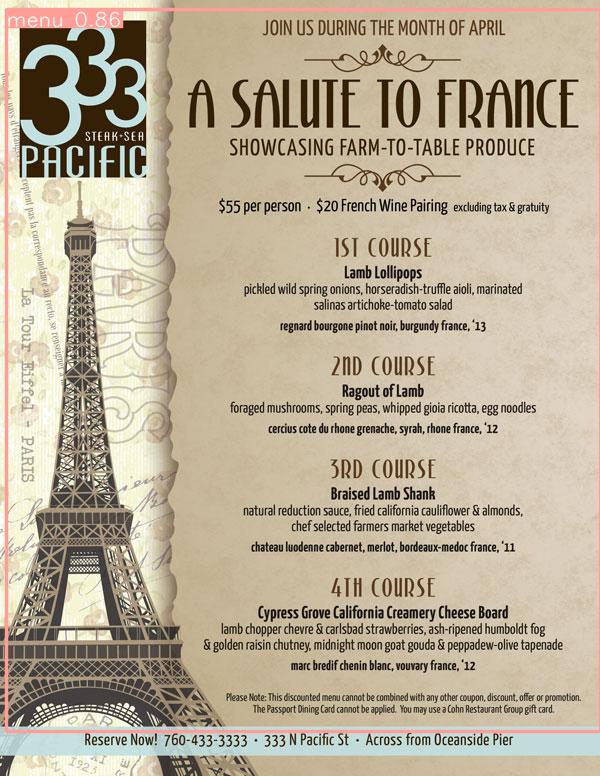 menu 0.86
333
STEAK+SEA
PACIFIC
JOIN US DURING THE MONTH OF APRIL
A SALUTE TO FRANCE
SHOWCASING FARM-TO-TABLE PRODUCE
$55 per person · $20 French Wine Pairing excluding tax & gratuity
1ST COURSE
Lamb Lollipops
pickled wild spring onions, horseradish-truffle aioli, marinated
salinas artichoke-tomato salad
regnard bourgone pinot noir, burgundy france, ‘13
2ND COURSE
Ragout of Lamb
foraged mushrooms, spring peas, whipped gioia ricotta, egg noodles
cercius cote du rhone grenache, syrah, rhone france, ‘12
3RD COURSE
Braised Lamb Shank
natural reduction sauce, fried california cauliflower & almonds,
chef selected farmers market vegetables
chateau luodenne cabernet, merlot, bordeaux-medoc france, ‘11
4TH COURSE
Cypress Grove California Creamery Cheese Board
lamb chopper chevre & carlsbad strawberries, ash-ripened humboldt fog
& golden raisin chutney, midnight moon goat gouda & peppadew-olive tapenade
marc bredif chenin blanc, vouvary france, ‘12
Please Note: This discounted menu cannot be combined with any other coupon, discount, offer or promotion.
The Passport Dining Card cannot be applied. You may use a Cohn Restaurant Group gift card.
Reserve Now! 760-433-3333 · 333 N Pacific St · Across from Oceanside Pier
PARIS
La Tour Eiffel - PARIS
PARIS
1925